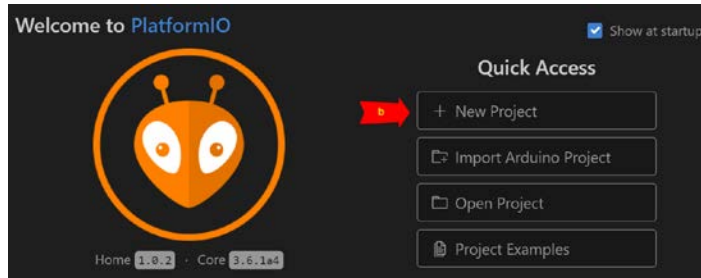 Welcome to PlatformIO
Show at startup
Quick Access
b
+ New Project
Import Arduino Project
Open Project
Project Examples
Home 1.0.2 · Core 3.6.1a4